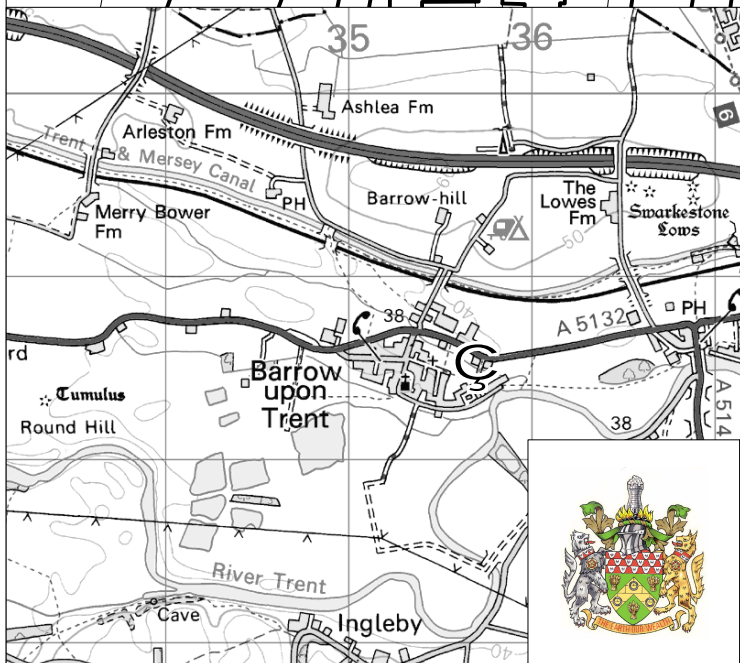 35
36
Ashlea Fm
6
Arleston Fm
Trent & Mersey Canal
60
Barrow-hill
The
Lowes
Fm
Swarkestone
Lows
PH
Merry Bower
Fm
50
40
38
A 5132
PH
rd
Barrow
upon
Trent
Tumulus
Round Hill
38
A 514
River Trent
Cave
Ingleby
40